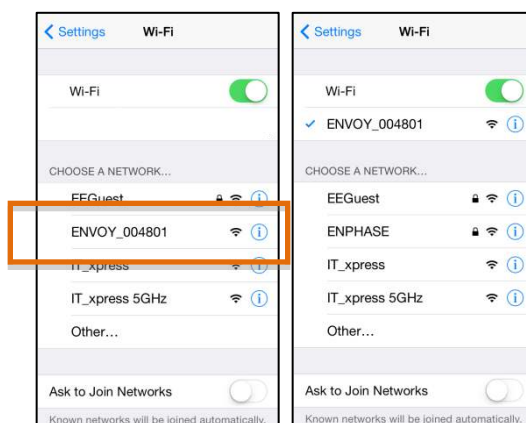 Settings Wi-Fi
Wi-Fi
CHOOSE A NETWORK...
EEGuest
ENVOY_004801
IT_xpress
IT_xpress 5GHz
Other...
Ask to Join Networks
Known networks will be joined automatically.
Settings Wi-Fi
Wi-Fi
ENVOY_004801
CHOOSE A NETWORK...
EEGuest
ENPHASE
IT_xpress
IT_xpress 5GHz
Other...
Ask to Join Networks
Known networks will be joined automatically.